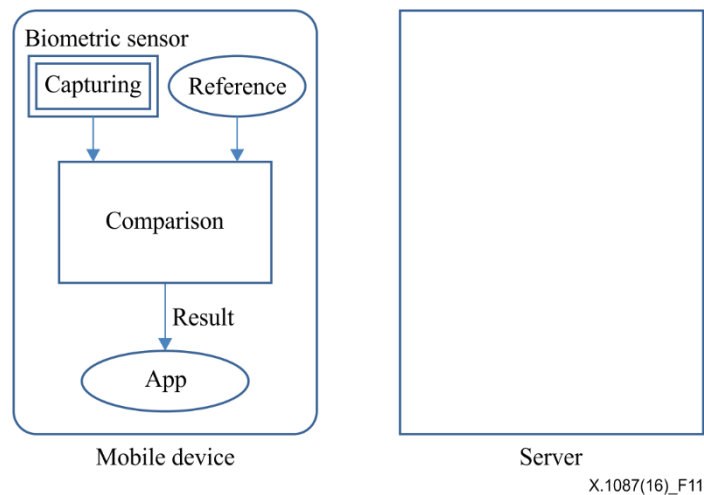 Biometric sensor
Capturing
Reference
Comparison
Result
App
Mobile device
Server
X.1087(16)_F11